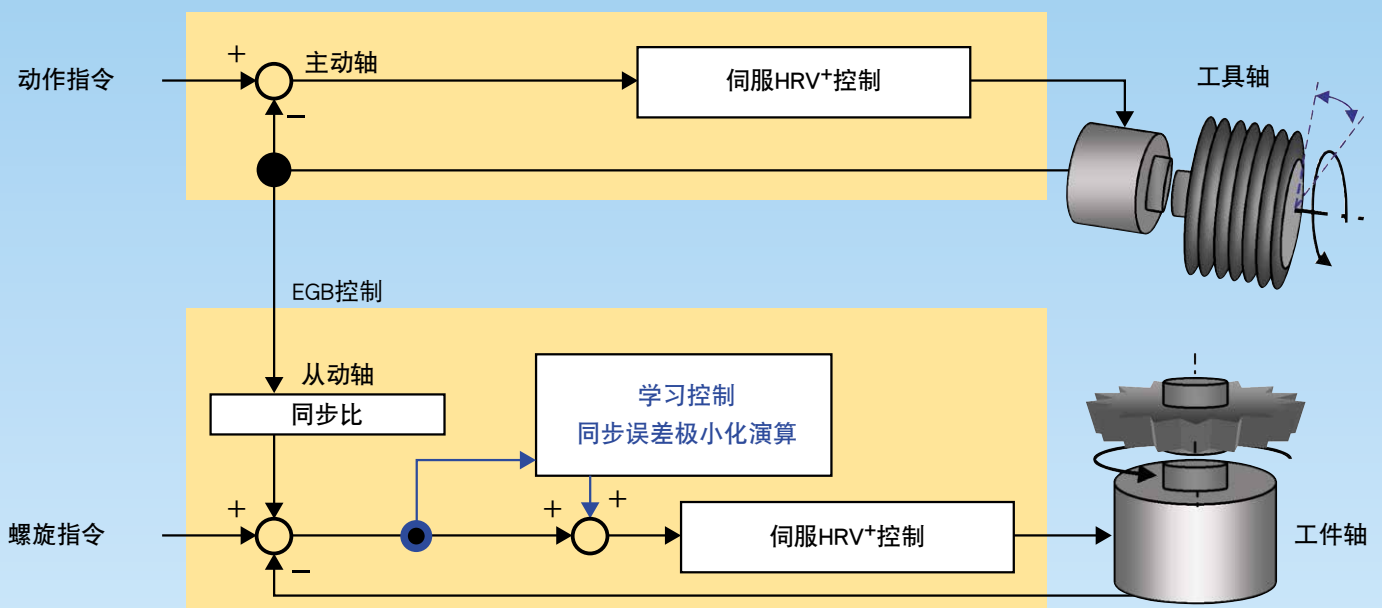 动作指令
+
主动轴
−
伺服HRV+控制
工具轴
EGB控制
从动轴
同步比
学习控制
同步误差极小化演算
螺旋指令
+
−
+
+
伺服HRV+控制
工件轴